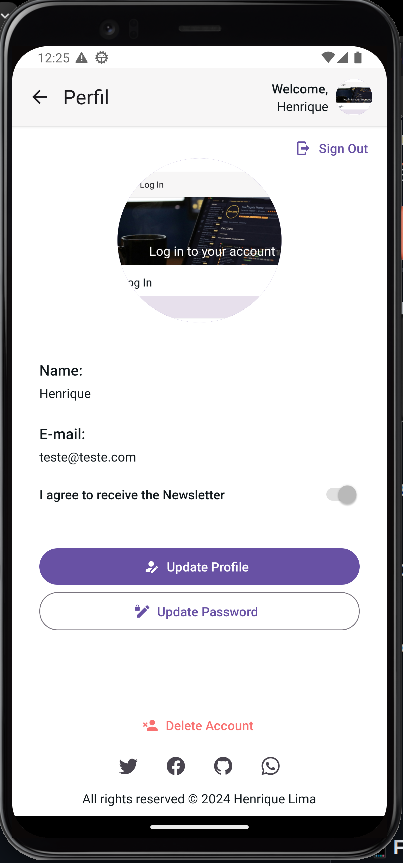 12:25
Perfil
Welcome,
Henrique
Sign Out
Log In
Log in to your account
og In
Name:
Henrique
E-mail:
teste@teste.com
I agree to receive the Newsletter
Update Profile
Update Password
Delete Account
All rights reserved © 2024 Henrique Lima
F